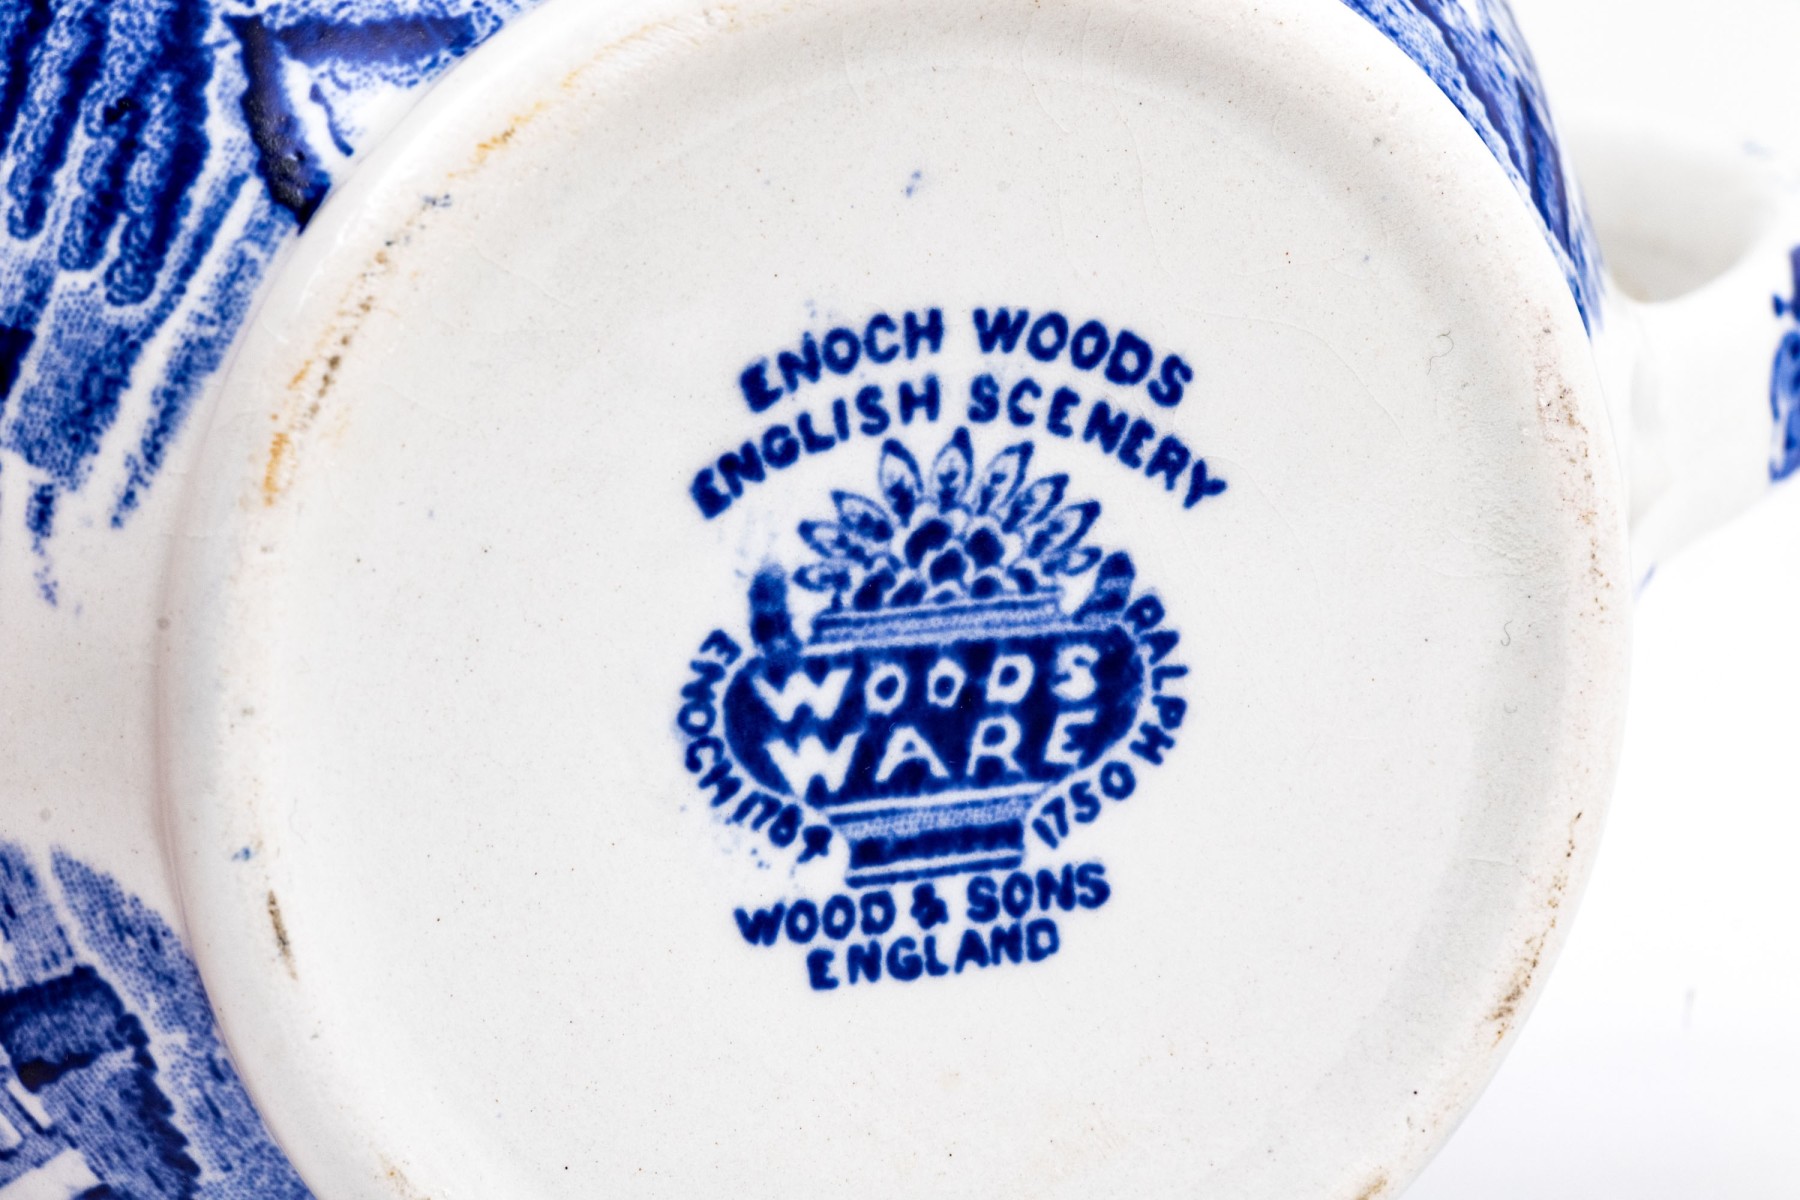 ENOCH WOODS
ENGLISH SCENERY
WOODS
WARE
ENOCH 1784
RALPH 1750
WOOD & SONS
ENGLAND